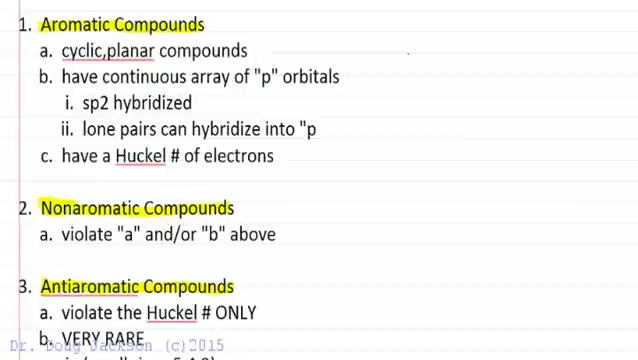 1. Aromatic Compounds
a. cyclic,planar compounds
b. have continuous array of "p" orbitals
i. sp2 hybridized
ii. lone pairs can hybridize into "p
c. have a Huckel # of electrons
2. Nonaromatic Compounds
a. violate "a" and/or "b" above
3. Antiaromatic Compounds
a. violate the Huckel # ONLY
b. VERY RARE
Dr. Doug Jackson (c)2015